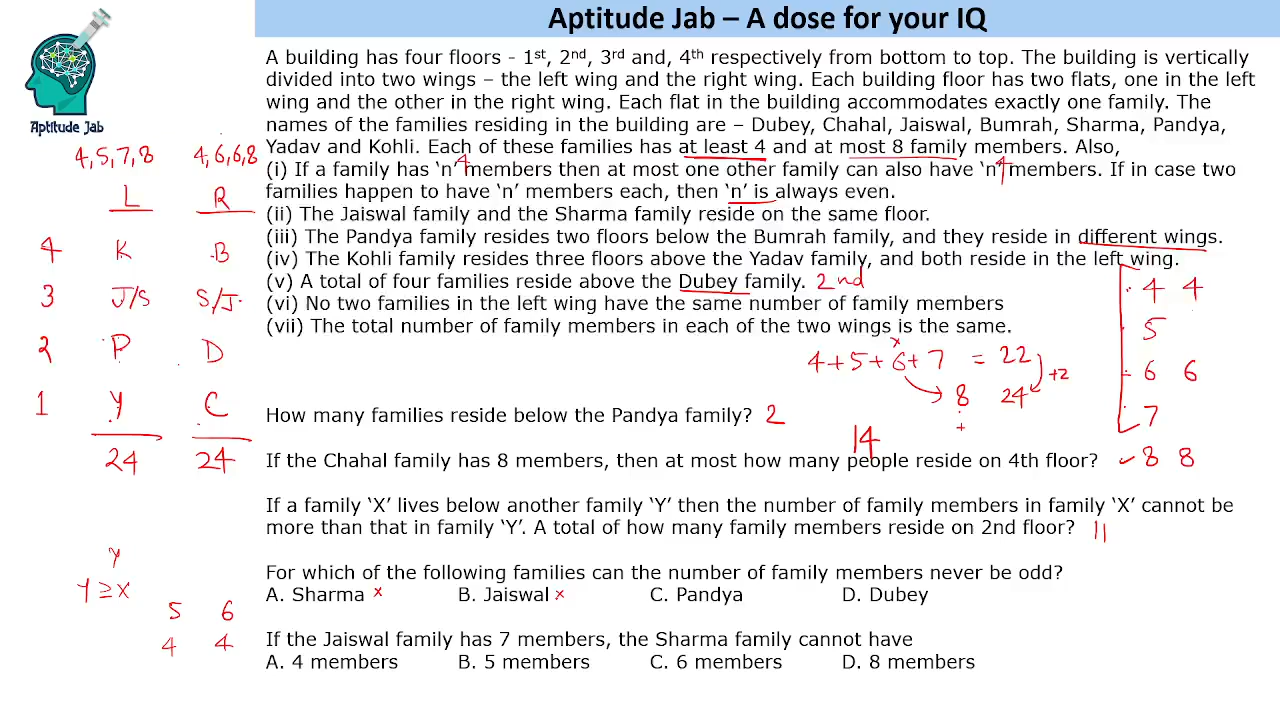 Aptitude Jab – A dose for your IQ
Aptitude Jab
A building has four floors - 1st, 2nd, 3rd and, 4th respectively from bottom to top. The building is vertically
divided into two wings – the left wing and the right wing. Each building floor has two flats, one in the left
wing and the other in the right wing. Each flat in the building accommodates exactly one family. The
names of the families residing in the building are – Dubey, Chahal, Jaiswal, Bumrah, Sharma, Pandya,
Yadav and Kohli. Each of these families has at least 4 and at most 8 family members. Also,
(i) If a family has 'n' 4 members then at most one other family can also have 'n' 4 members. If in case two
families happen to have 'n' members each, then 'n' is always even.
(ii) The Jaiswal family and the Sharma family reside on the same floor.
(iii) The Pandya family resides two floors below the Bumrah family, and they reside in different wings.
(iv) The Kohli family resides three floors above the Yadav family, and both reside in the left wing.
(v) A total of four families reside above the Dubey family. 2nd
(vi) No two families in the left wing have the same number of family members
(vii) The total number of family members in each of the two wings is the same.
4,5,7,8 4,6,6,8
L R
4 K B
3 J/S S/J
2 P D
1 Y C
24 24
4 4
5
6 6
7
8 8
x
4+5+6+7 = 22
+2
8 24
+
How many families reside below the Pandya family? 2
14
If the Chahal family has 8 members, then at most how many people reside on 4th floor?
If a family 'X' lives below another family 'Y' then the number of family members in family 'X' cannot be
more than that in family 'Y'. A total of how many family members reside on 2nd floor? 11
Y
Y ≥ X
5 6
4 4
For which of the following families can the number of family members never be odd?
A. Sharma x B. Jaiswal x C. Pandya D. Dubey
If the Jaiswal family has 7 members, the Sharma family cannot have
A. 4 members B. 5 members C. 6 members D. 8 members